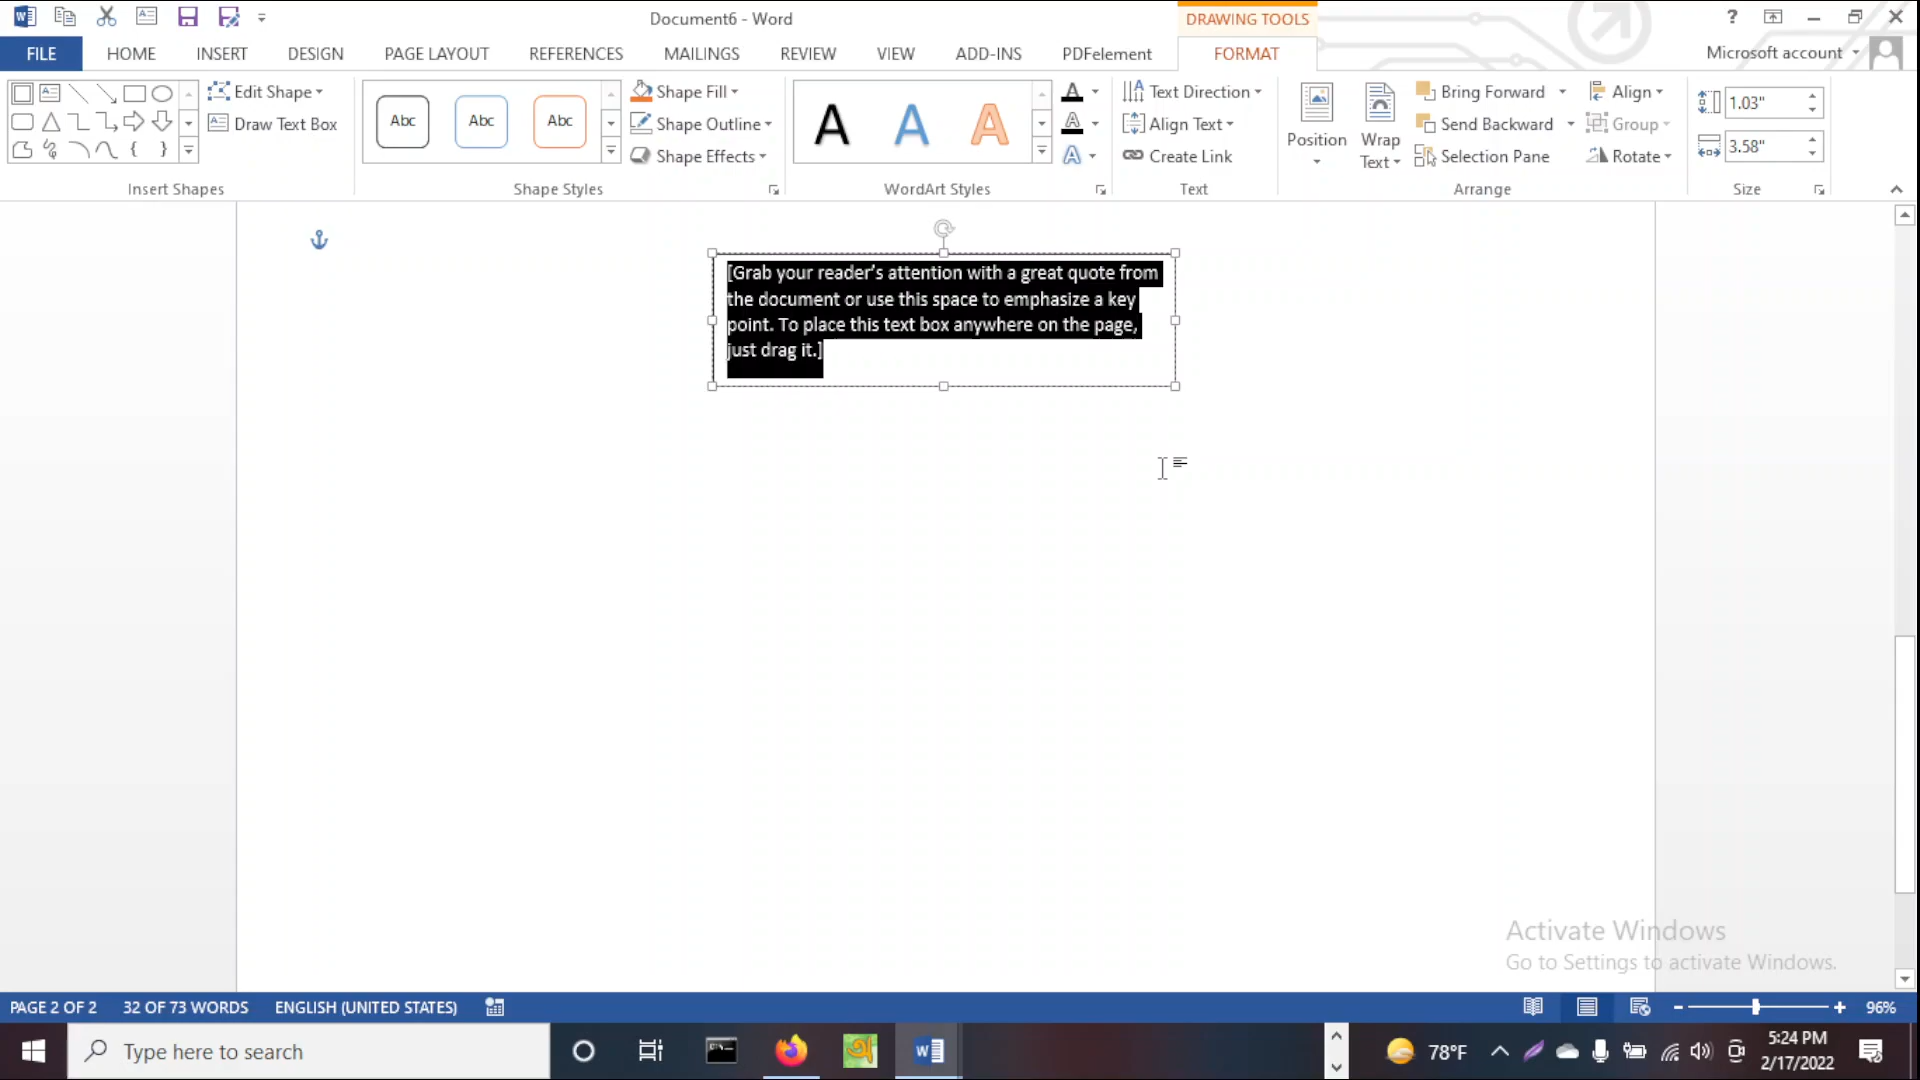 Document6 - Word
DRAWING TOOLS
?
FILE
HOME
INSERT
DESIGN
PAGE LAYOUT
REFERENCES
MAILINGS
REVIEW
VIEW
ADD-INS
PDFelement
FORMAT
Microsoft account
Edit Shape
Draw Text Box
Insert Shapes
Abc
Abc
Abc
Shape Fill
Shape Outline
Shape Effects
Shape Styles
A
A
A
WordArt Styles
Text Direction
Align Text
Create Link
Text
Position
Wrap
Text
Bring Forward
Send Backward
Selection Pane
Align
Group
Rotate
Arrange
1.03"
3.58"
Size
[Grab your reader's attention with a great quote from
the document or use this space to emphasize a key
point. To place this text box anywhere on the page,
just drag it.]
Activate Windows
Go to Settings to activate Windows.
PAGE 2 OF 2
32 OF 73 WORDS
ENGLISH (UNITED STATES)
96%
Type here to search
78°F
5:24 PM
2/17/2022